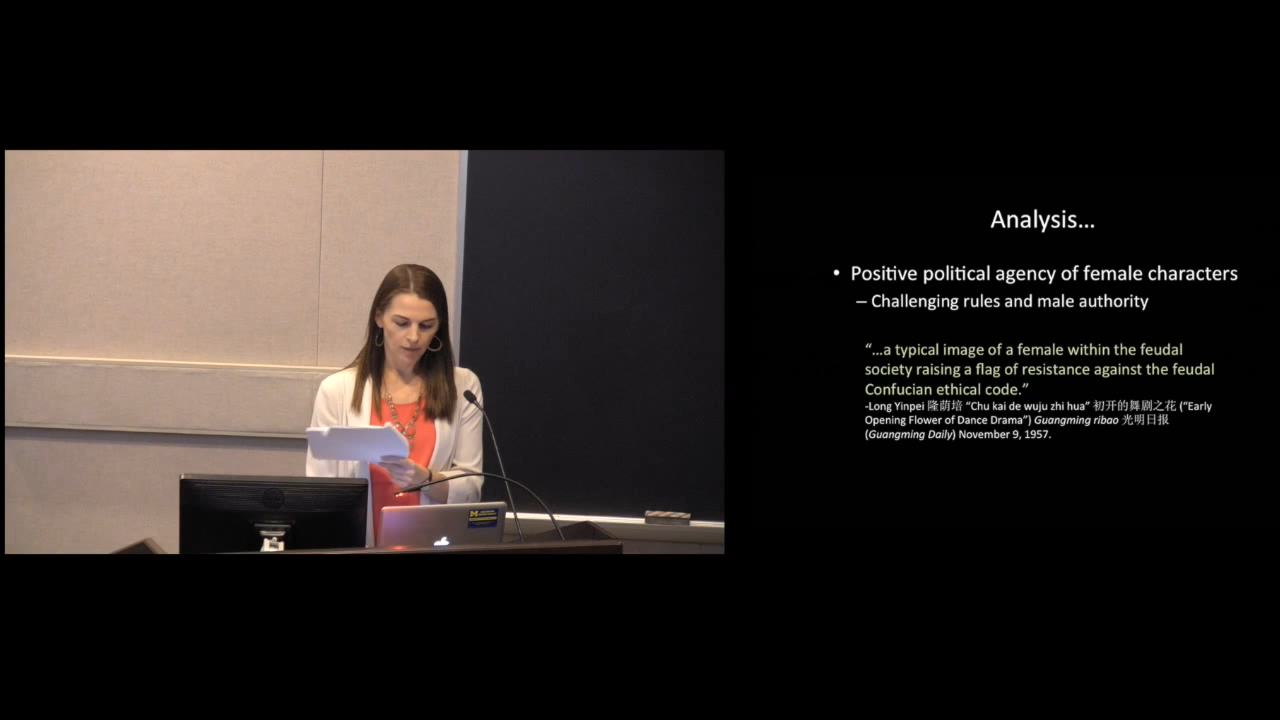 Analysis…
• Positive political agency of female characters
– Challenging rules and male authority
“…a typical image of a female within the feudal
society raising a flag of resistance against the feudal
Confucian ethical code.”
-Long Yinpei 隆荫培 “Chu kai de wuju zhi hua” 初开的舞剧之花 (“Early
Opening Flower of Dance Drama”) Guangming ribao 光明日报
(Guangming Daily) November 9, 1957.